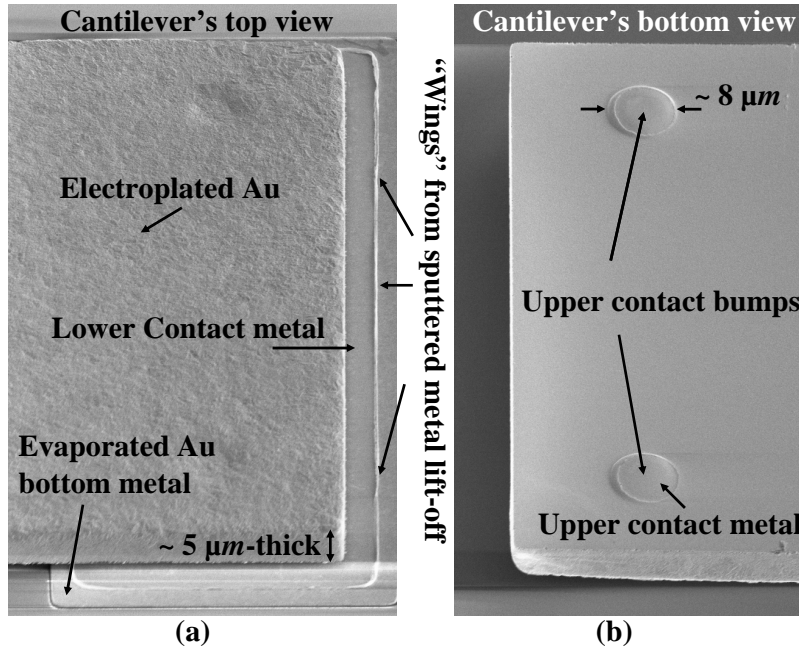 Cantilever's top view
Electroplated Au
Lower Contact metal
Evaporated Au
bottom metal
~ 5 μm-thick
(a)
“Wings” from sputtered metal lift-off
Cantilever's bottom view
~ 8 μm
Upper contact bumps
Upper contact metal
(b)